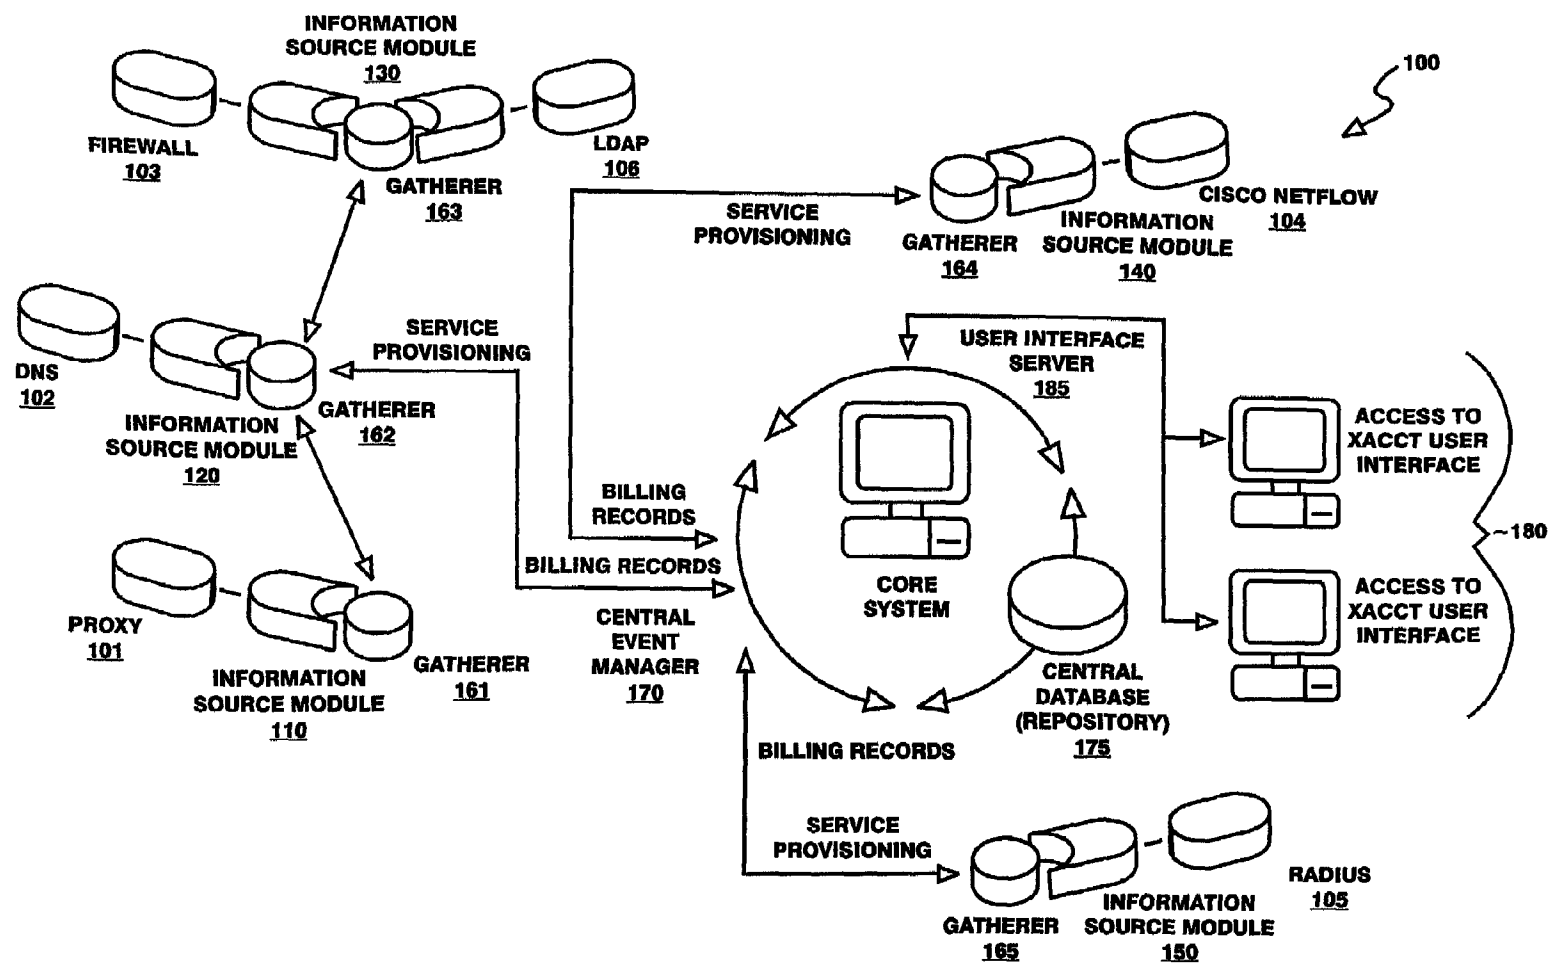 INFORMATION
SOURCE MODULE
130
FIREWALL
103
LDAP
106
GATHERER
163
100
SERVICE
PROVISIONING
GATHERER
164
INFORMATION
SOURCE MODULE
140
CISCO NETFLOW
104
DNS
102
INFORMATION
SOURCE MODULE
120
GATHERER
162
SERVICE
PROVISIONING
USER INTERFACE
SERVER
185
ACCESS TO
XACCT USER
INTERFACE
BILLING
RECORDS
BILLING RECORDS
CENTRAL
EVENT
MANAGER
170
CORE
SYSTEM
~180
ACCESS TO
XACCT USER
INTERFACE
PROXY
101
INFORMATION
SOURCE MODULE
110
GATHERER
161
CENTRAL
DATABASE
(REPOSITORY)
175
BILLING RECORDS
SERVICE
PROVISIONING
GATHERER
165
INFORMATION
SOURCE MODULE
150
RADIUS
105